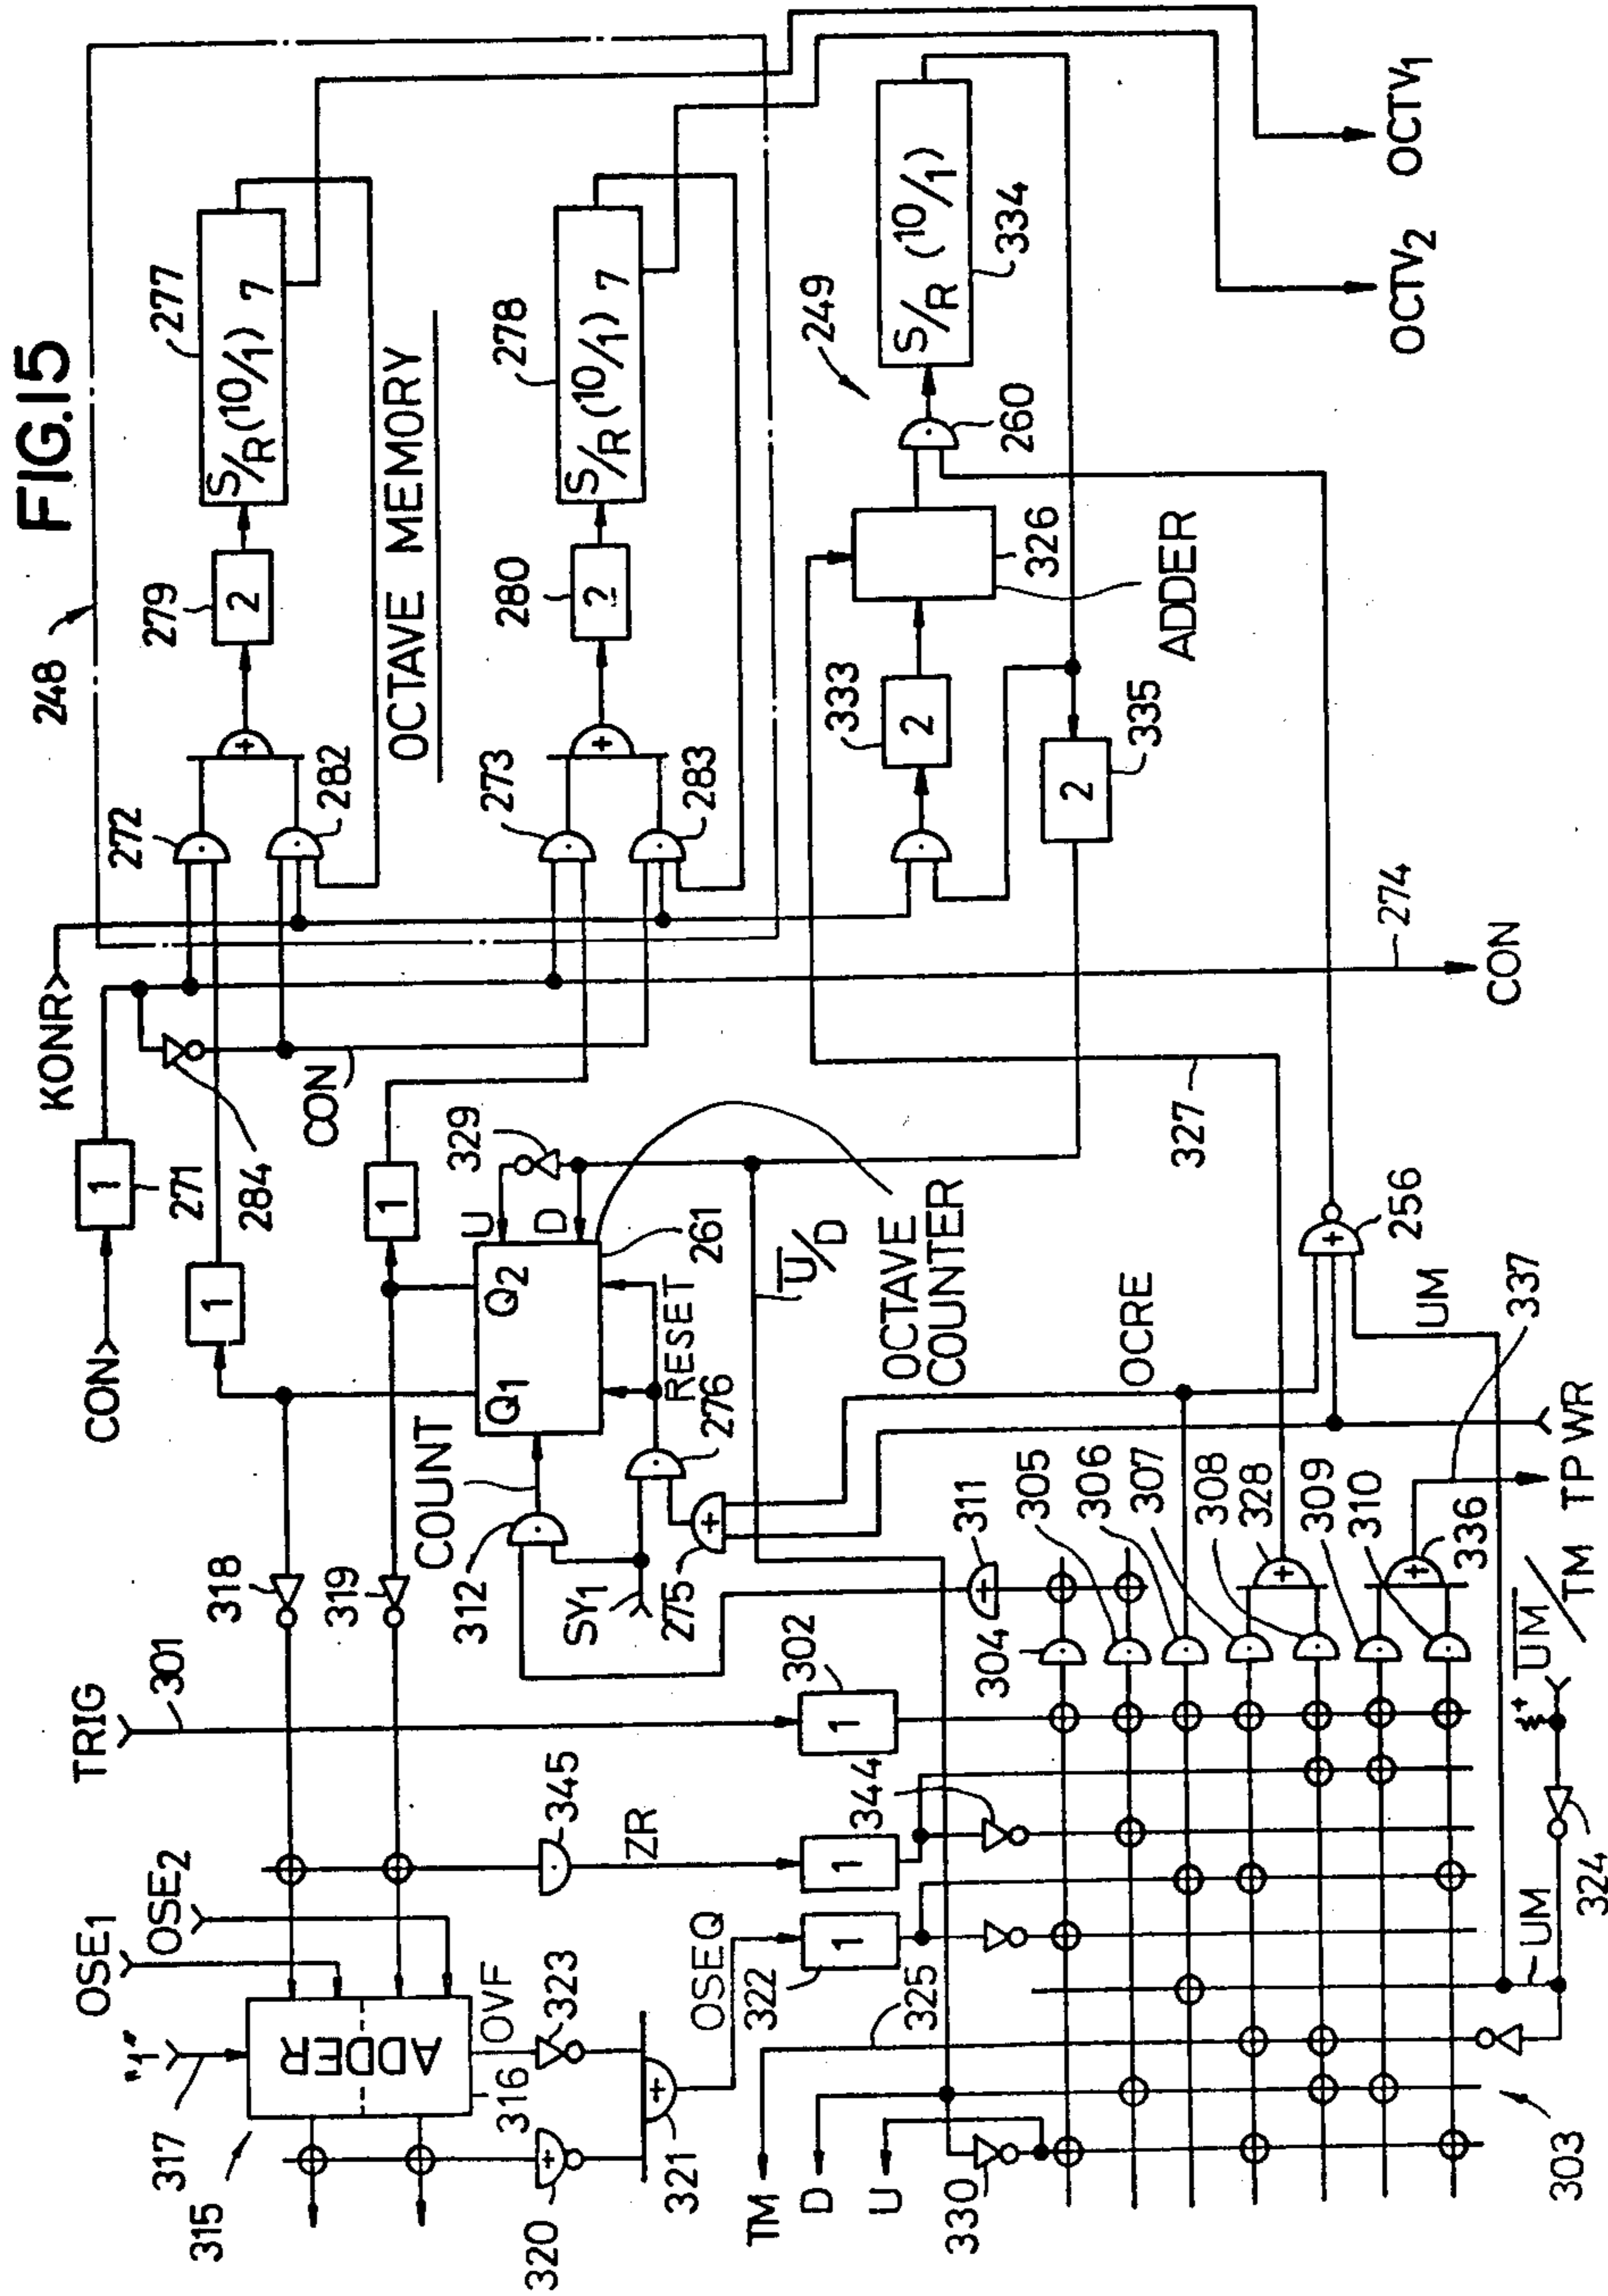 FIG.15
248
279
2
277
S/R (10/1) 7
272
282
OCTAVE MEMORY
280
?
278
S/R (10/1) 7
273
283
249
S/R (10/1)
334
260
333
2
326
ADDER
2
335
OCTV1
OCTV2
KONR
CON
1
271
284
CON
274
CON
1
1
329
U
D
Q1
Q2
261
RESET
COUNT
276
U/D
OCTAVE COUNTER
OCRE
327
256
UM
337
318
319
312
SY1
275
311
305
306
307
308
328
309
310
336
304
TP WR
UM/TM
TRIG
301
302
1
345
ZR
344
1
OSE1
OSE2
"1"
317
315
ADDER
316
OVF
323
320
321
OSEQ
322
1
325
TM
D
U
330
UM
324
303